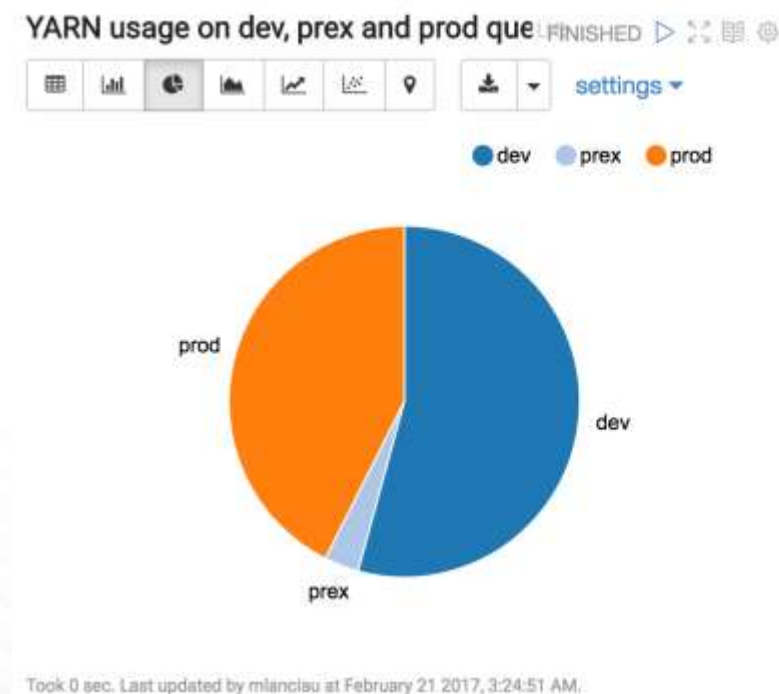 YARN usage on dev, prex and prod que FINISHED
settings
dev prex prod
prod
dev
prex
Took 0 sec. Last updated by mlanciau at February 21 2017, 3:24:51 AM.